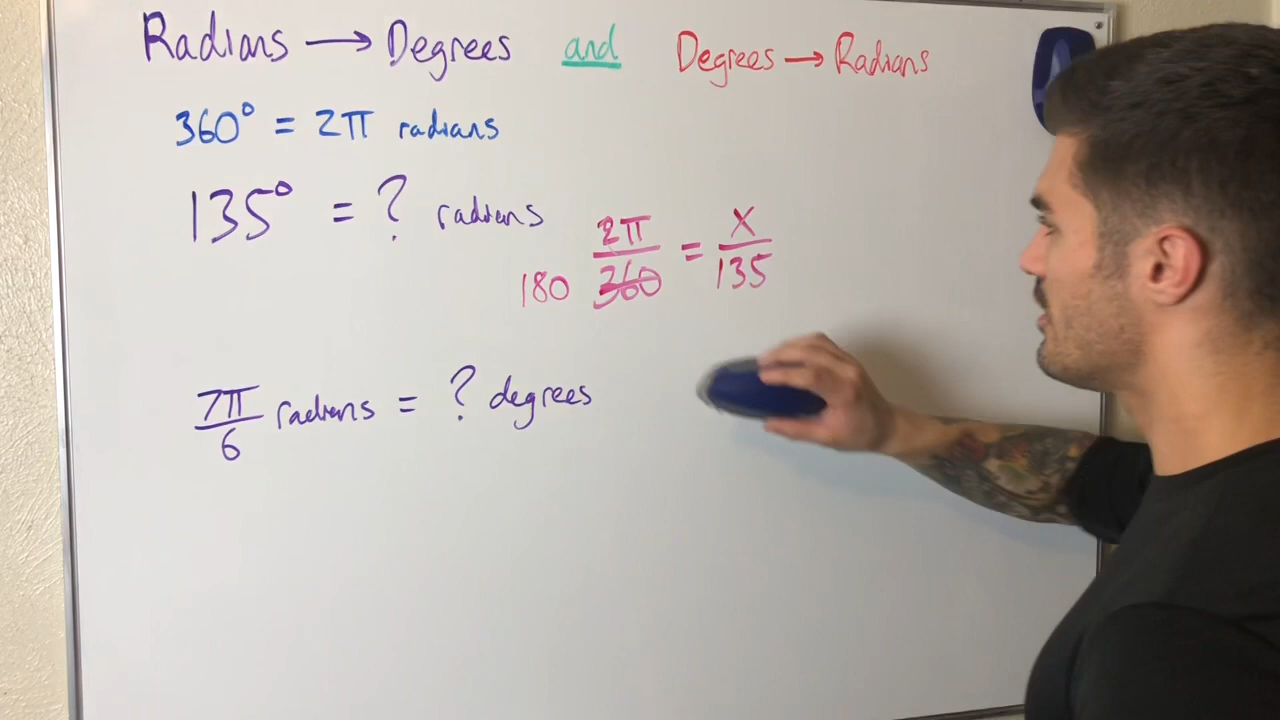 Radians → Degrees and Degrees → Radians
360° = 2π radians
135° = ? radians
2π = x
180 360 135
7π radians = ? degrees
6